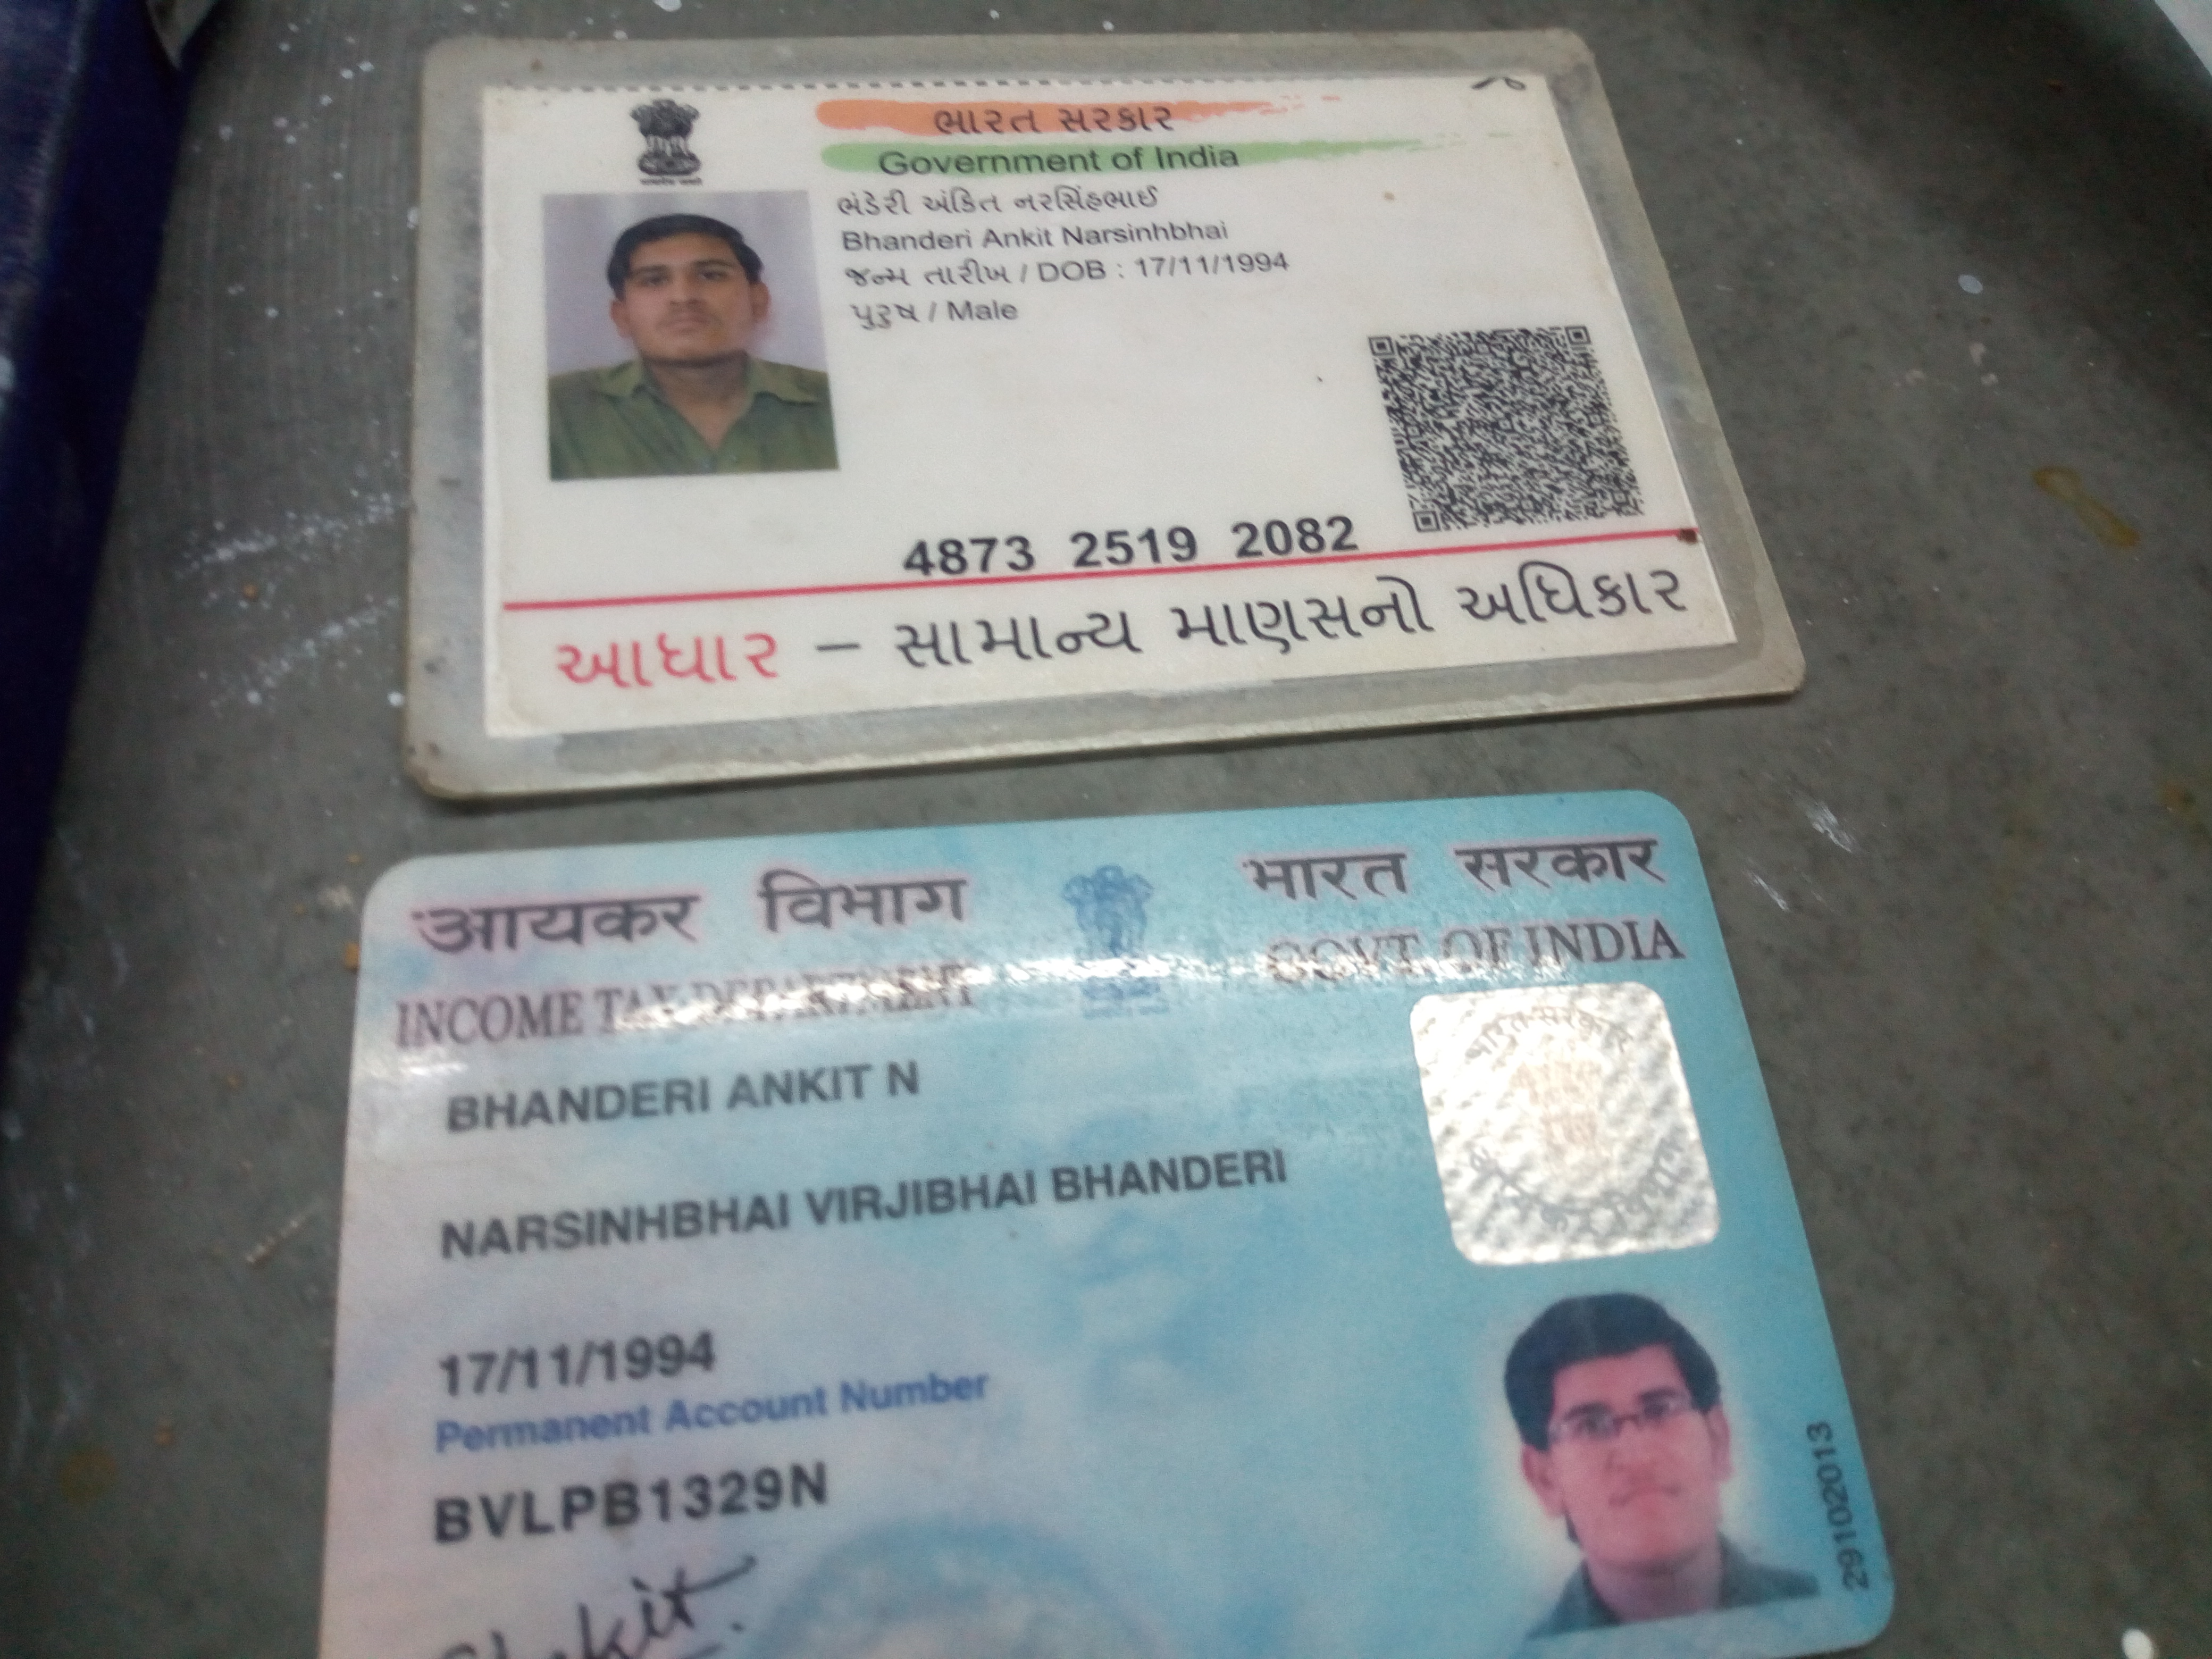 ભારત સરકાર
Government of India
ભંડેરી અંકિત નરસિંહભાઈ
Bhanderi Ankit Narsinhbhai
જન્મ તારીખ / DOB : 17/11/1994
પુરુષ / Male
4873 2519 2082
આધાર – સામાન્ય માણસનો અધિકાર
आयकर विभाग
भारत सरकार
INCOME TAX DEPARTMENT
GOVT. OF INDIA
BHANDERI ANKIT N
NARSINHBHAI VIRJIBHAI BHANDERI
17/11/1994
Permanent Account Number
BVLPB1329N
29102013
भारत सरकार